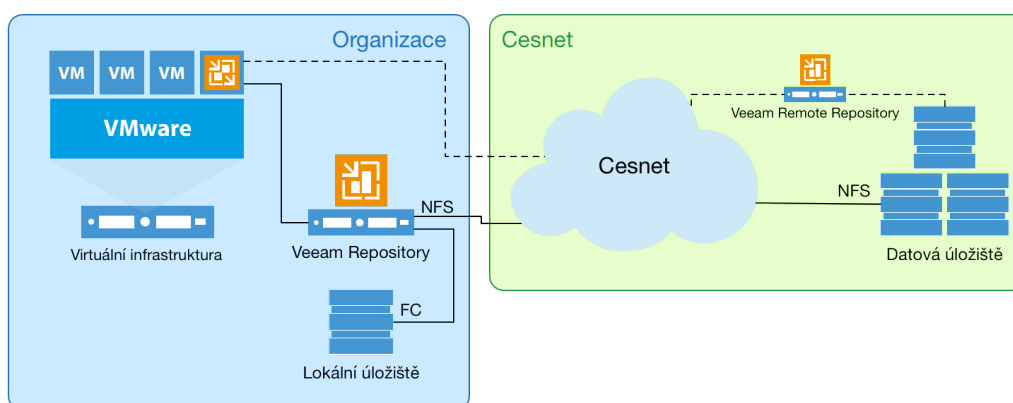 Organizace
VM
VM
VM
VMware
Virtuální infrastruktura
NFS
Veeam Repository
FC
Lokální úložiště
Cesnet
Cesnet
Veeam Remote Repository
NFS
Datová úložiště